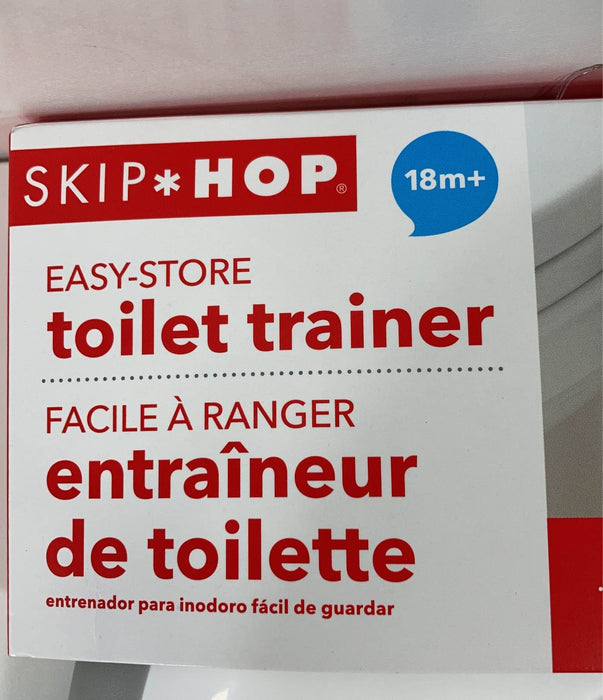 SKIP*HOP®
18m+
EASY-STORE
toilet trainer
FACILE À RANGER
entraîneur
de toilette
entrenador para inodoro fácil de guardar